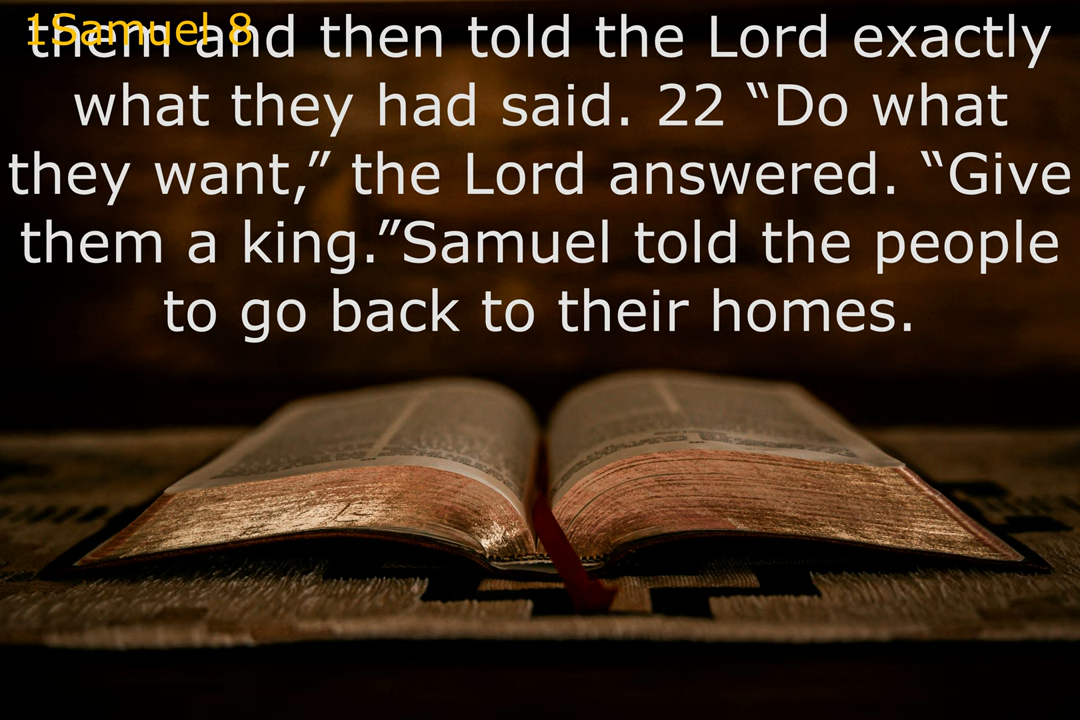 1Samuel 8
them and then told the Lord exactly
what they had said. 22 “Do what
they want,” the Lord answered. “Give
them a king.”Samuel told the people
to go back to their homes.